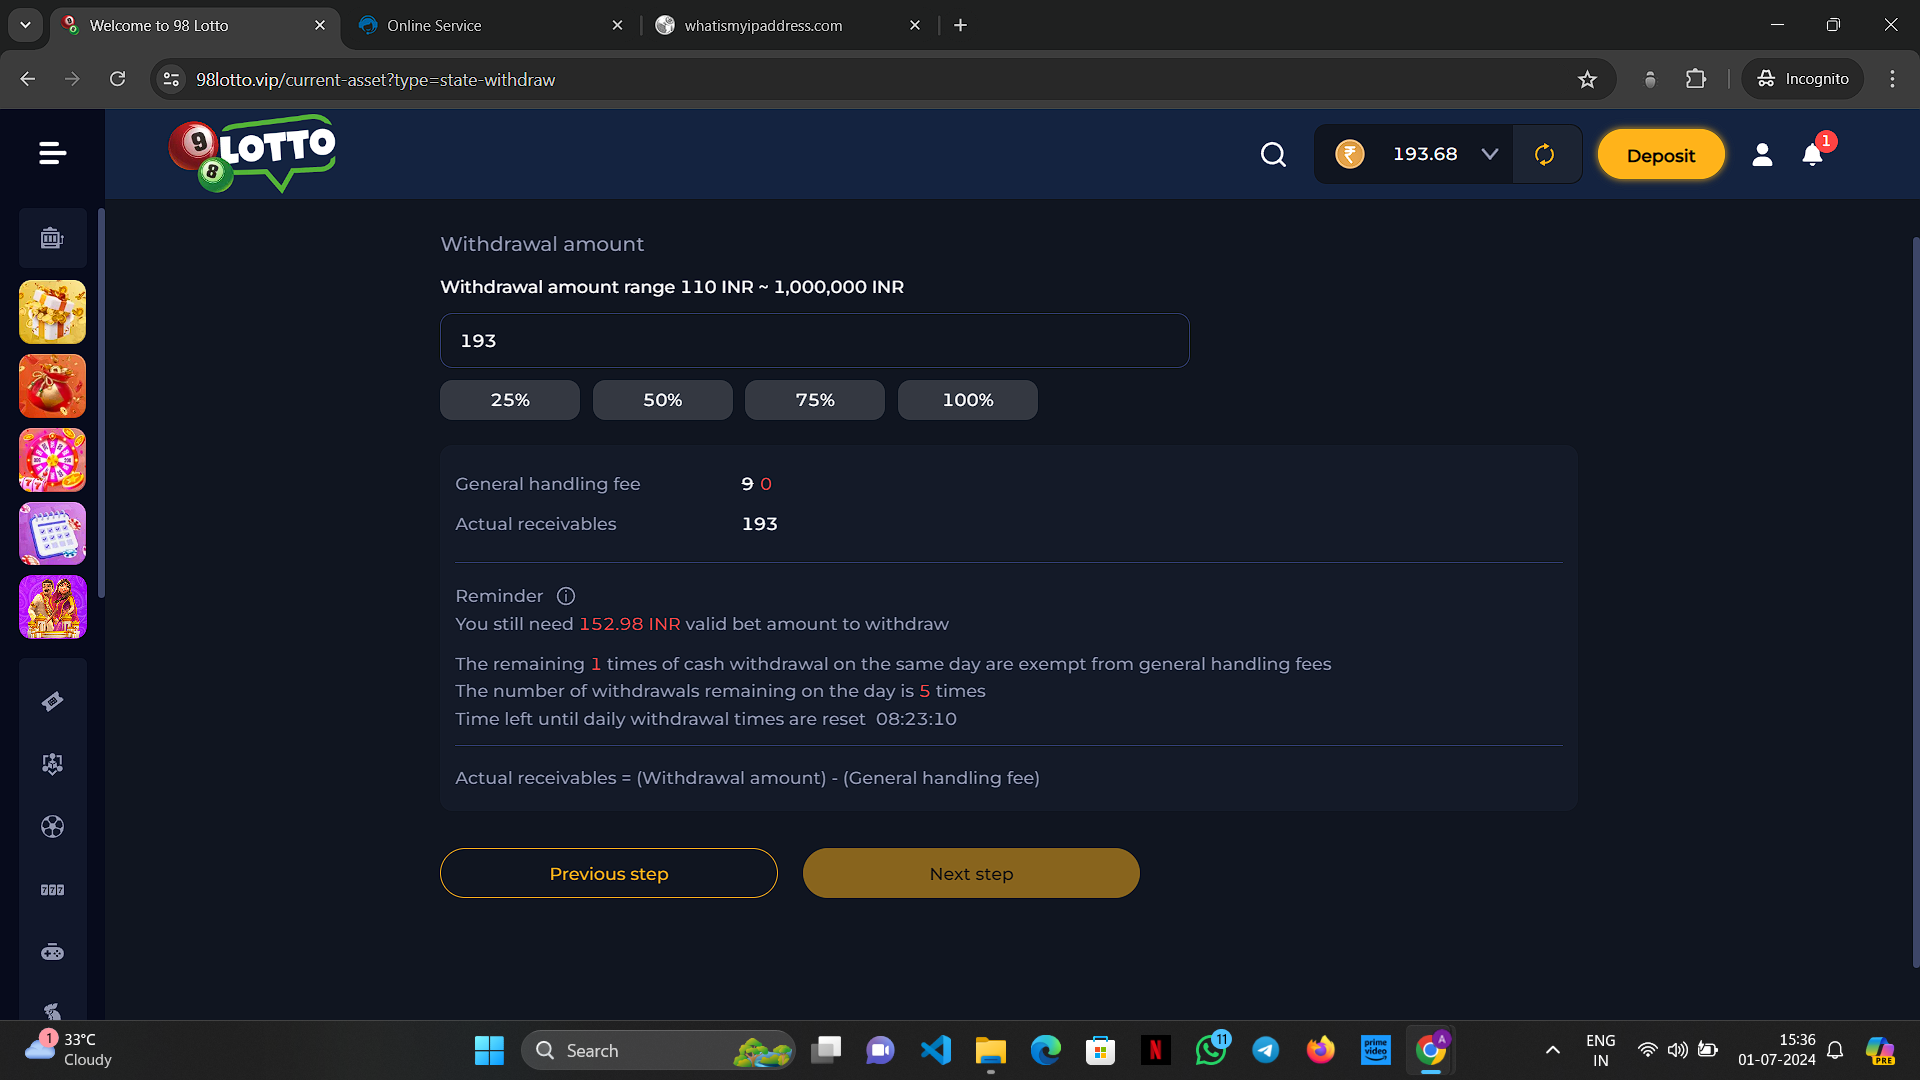 Welcome to 98 Lotto
Online Service
whatismyipaddress.com
98lotto.vip/current-asset?type=state-withdraw
Incognito
9
8
LOTTO
193.68
Deposit
1
Withdrawal amount
Withdrawal amount range 110 INR ~ 1,000,000 INR
193
25%
50%
75%
100%
General handling fee
9 0
Actual receivables
193
Reminder
You still need 152.98 INR valid bet amount to withdraw
The remaining 1 times of cash withdrawal on the same day are exempt from general handling fees
The number of withdrawals remaining on the day is 5 times
Time left until daily withdrawal times are reset 08:23:10
Actual receivables = (Withdrawal amount) - (General handling fee)
Previous step
Next step
777
1
33°C
Cloudy
Search
N
11
prime
video
A
ENG
IN
15:36
01-07-2024
PRE